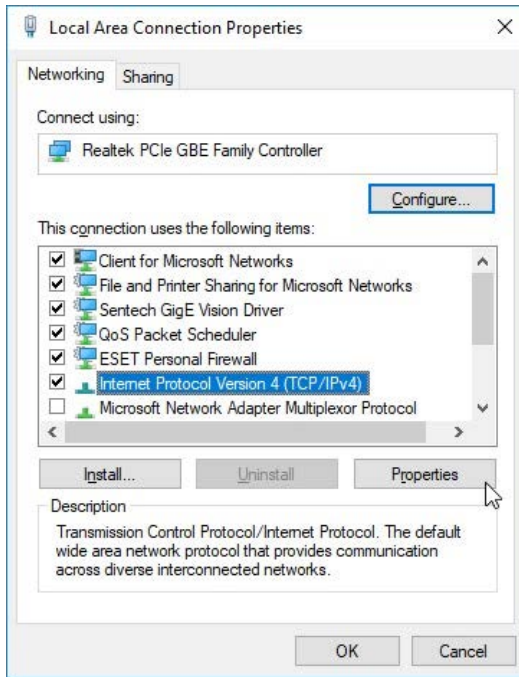 Local Area Connection Properties
Networking
Sharing
Connect using:
Realtek PCIe GBE Family Controller
Configure...
This connection uses the following items:
Client for Microsoft Networks
File and Printer Sharing for Microsoft Networks
Sentech GigE Vision Driver
QoS Packet Scheduler
ESET Personal Firewall
Internet Protocol Version 4 (TCP/IPv4)
Microsoft Network Adapter Multiplexor Protocol
Install...
Uninstall
Properties
Description
Transmission Control Protocol/Internet Protocol. The default
wide area network protocol that provides communication
across diverse interconnected networks.
OK
Cancel